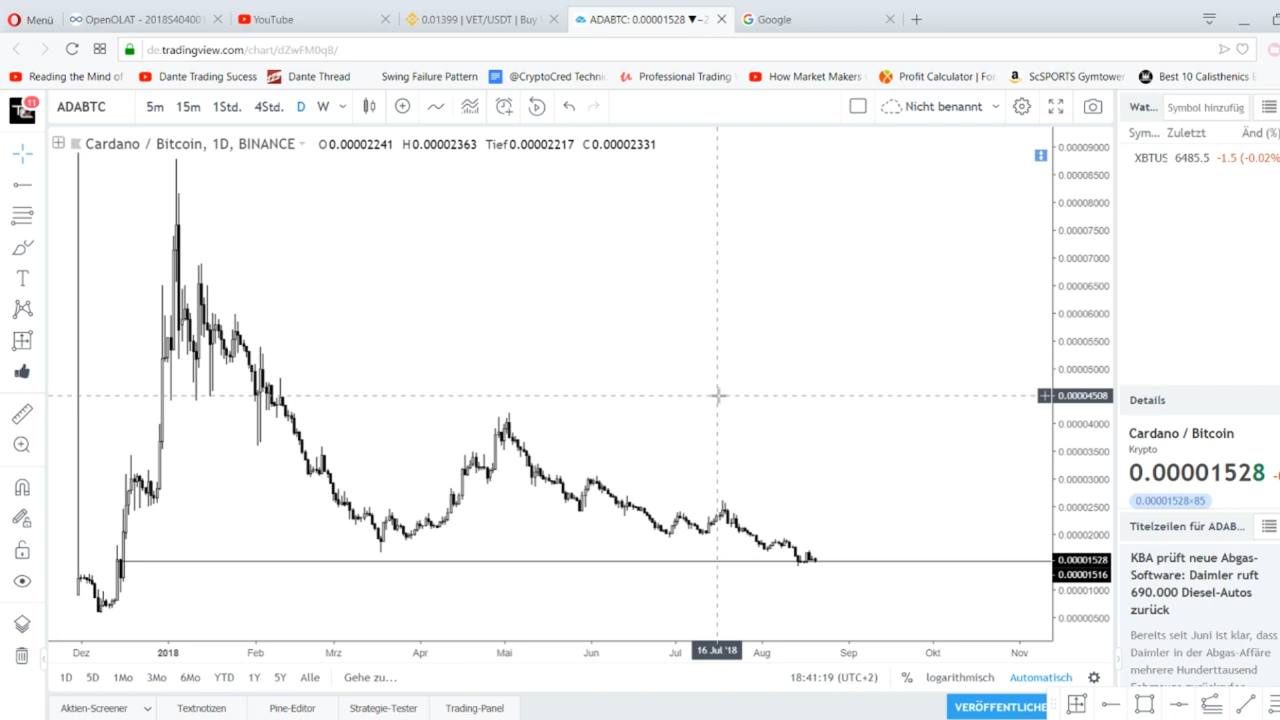 Menü
OpenOLAT - 2018S404001
YouTube
0.01399 | VET/USDT | Buy
ADABTC: 0.00001528 ▼−2
Google
de.tradingview.com/chart/dZwFM0q8/
Reading the Mind of
Dante Trading Sucess
Dante Thread
Swing Failure Pattern
@CryptoCred Techni
Professional Trading
How Market Makers
Profit Calculator | For
ScSPORTS Gymtower
Best 10 Calisthenics E
11
ADABTC
5m 15m 1Std. 4Std. D W
Nicht benannt
Wat...
Symbol hinzufüg
Cardano / Bitcoin, 1D, BINANCE
O0.00002241 H0.00002363 Tief0.00002217 C0.00002331
Sym... Zuletzt Änd (%)
XBTUS 6485.5 -1.5 (-0.02%
0.00009000
0.00008500
0.00008000
0.00007500
0.00007000
0.00006500
0.00006000
0.00005500
0.00005000
0.00004508
0.00004000
0.00003500
0.00003000
0.00002500
0.00002000
0.00001528
0.00001516
0.00001000
0.00000500
Dez 2018 Feb Mrz Apr Mai Jun Jul 16 Jul '18 Aug Sep Okt Nov
Details
Cardano / Bitcoin
Krypto
0.00001528
0.00001528×85
Titelzeilen für ADAB...
KBA prüft neue Abgas-
Software: Daimler ruft
690.000 Diesel-Autos
zurück
Bereits seit Juni ist klar, dass
Daimler in der Abgas-Affäre
mehrere Hunderttausend
1D 5D 1Mo 3Mo 6Mo YTD 1Y 5Y Alle Gehe zu...
18:41:19 (UTC+2) % logarithmisch Automatisch
Aktien-Screener Textnotizen Pine-Editor Strategie-Tester Trading-Panel
VERÖFFENTLICHE